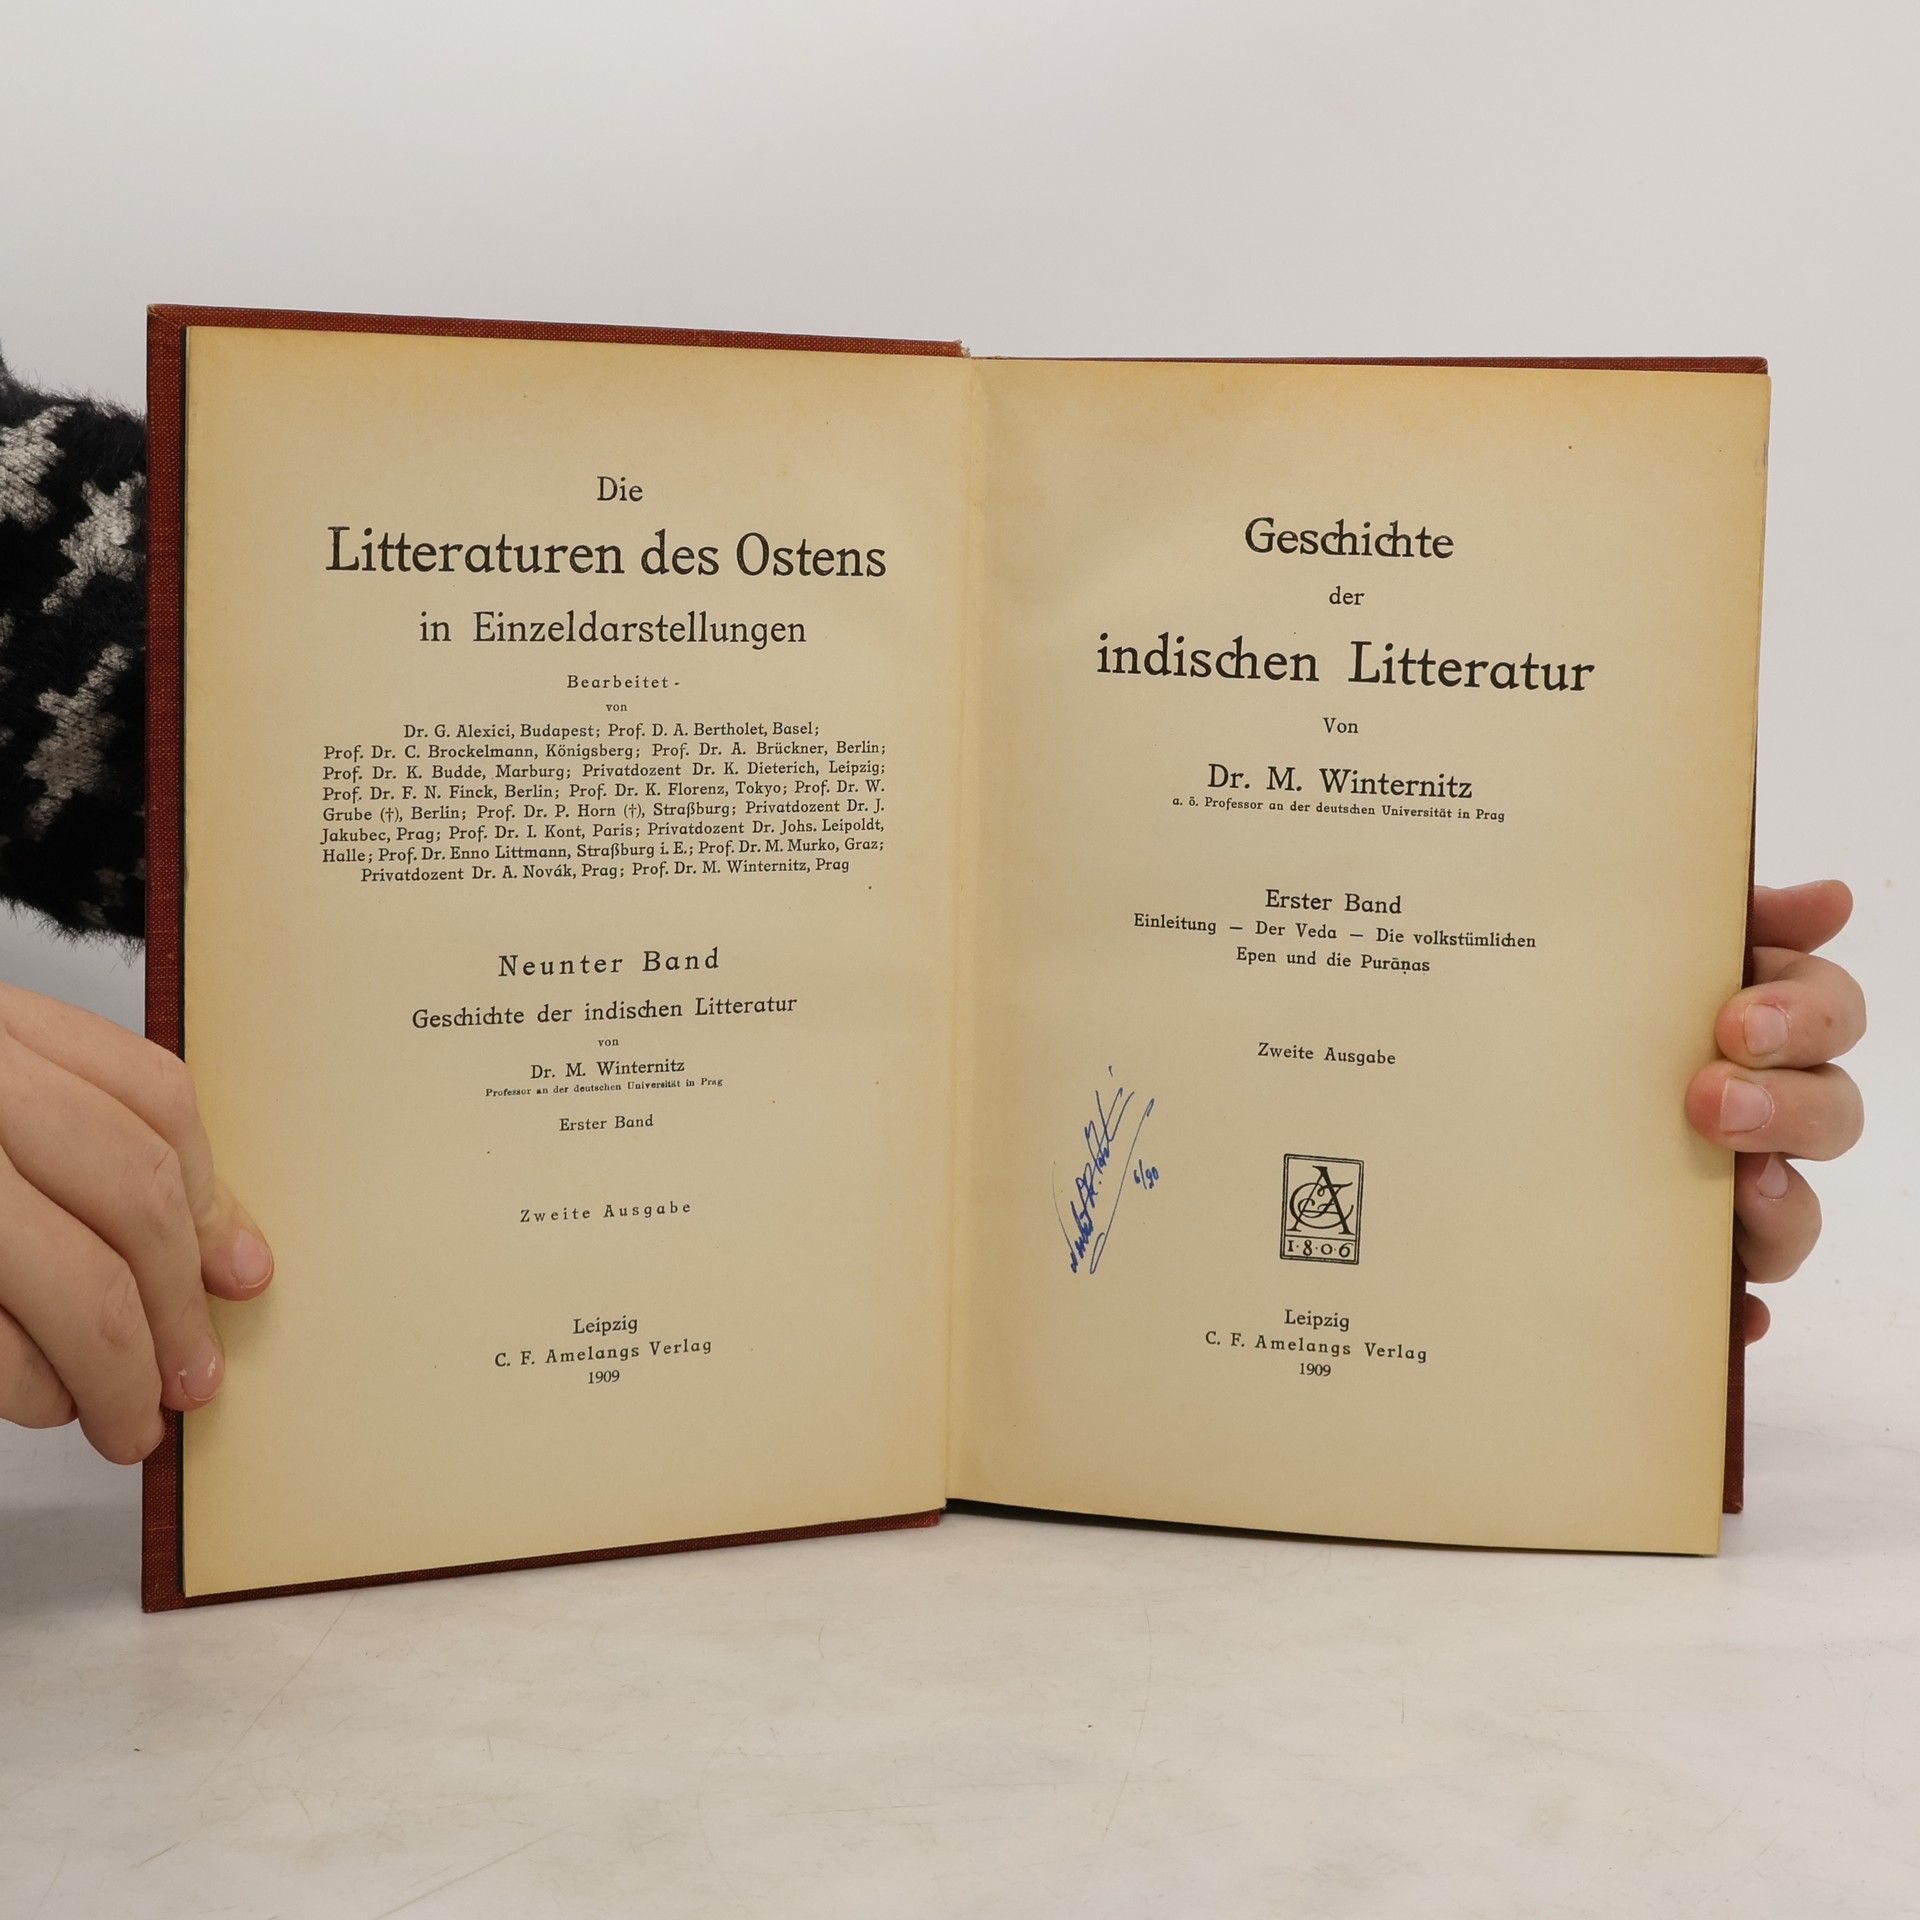 Die
Litteraturen des Ostens
in Einzeldarstellungen
Bearbeitet
von
Dr. G. Alexici, Budapest; Prof. D. A. Bertholet, Basel;
Prof. Dr. C. Brockelmann, Königsberg; Prof. Dr. A. Brückner, Berlin;
Prof. Dr. K. Budde, Marburg; Privatdozent Dr. K. Dieterich, Leipzig;
Prof. Dr. F. N. Finck, Berlin; Prof. Dr. K. Florenz, Tokyo; Prof. Dr. W.
Grube (†), Berlin; Prof. Dr. P. Horn (†), Straßburg; Privatdozent Dr. J.
Jakubec, Prag; Prof. Dr. I. Kont, Paris; Privatdozent Dr. Johs. Leipoldt,
Halle; Prof. Dr. Enno Littmann, Straßburg i. E.; Prof. Dr. M. Murko, Graz;
Privatdozent Dr. A. Novák, Prag; Prof. Dr. M. Winternitz, Prag
Neunter Band
Geschichte der indischen Litteratur
von
Dr. M. Winternitz
Professor an der deutschen Universität in Prag
Erster Band
Zweite Ausgabe
Leipzig
C. F. Amelangs Verlag
1909
Geschichte
der
indischen Litteratur
Von
Dr. M. Winternitz
a. ö. Professor an der deutschen Universität in Prag
Erster Band
Einleitung — Der Veda — Die volkstümlichen
Epen und die Purāṇas
Zweite Ausgabe
6/90
1·8·0·6
Leipzig
C. F. Amelangs Verlag
1909